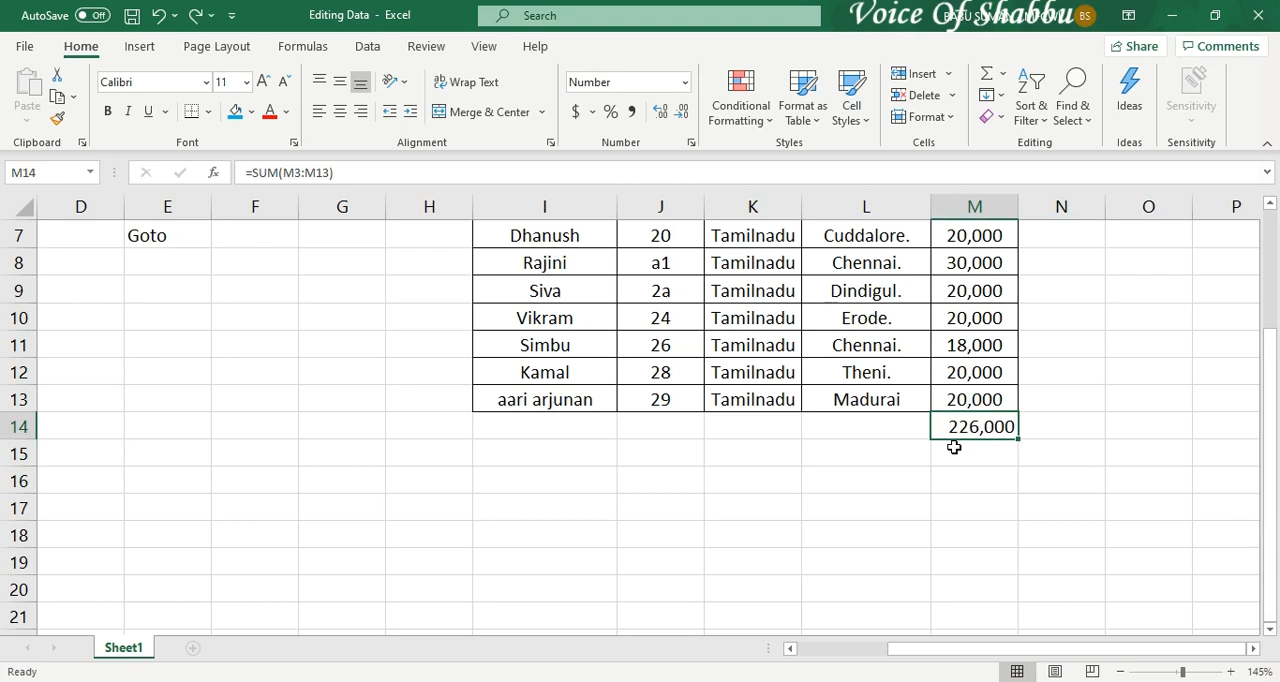 AutoSave Off Editing Data - Excel Search Voice Of Shabbu BS
File Home Insert Page Layout Formulas Data Review View Help Share Comments
Calibri 11 Wrap Text Number Insert
Paste B I U Merge & Center $ % Conditional Formatting Format as Table Cell Styles Delete Sort & Filter Find & Select Ideas Sensitivity
Format
Clipboard Font Alignment Number Styles Cells Editing Ideas Sensitivity
M14 fx =SUM(M3:M13)
D E F G H I J K L M N O P
7 Goto Dhanush 20 Tamilnadu Cuddalore. 20,000
8 Rajini a1 Tamilnadu Chennai. 30,000
9 Siva 2a Tamilnadu Dindigul. 20,000
10 Vikram 24 Tamilnadu Erode. 20,000
11 Simbu 26 Tamilnadu Chennai. 18,000
12 Kamal 28 Tamilnadu Theni. 20,000
13 aari arjunan 29 Tamilnadu Madurai 20,000
14 226,000
15
16
17
18
19
20
21
Sheet1
Ready 145%